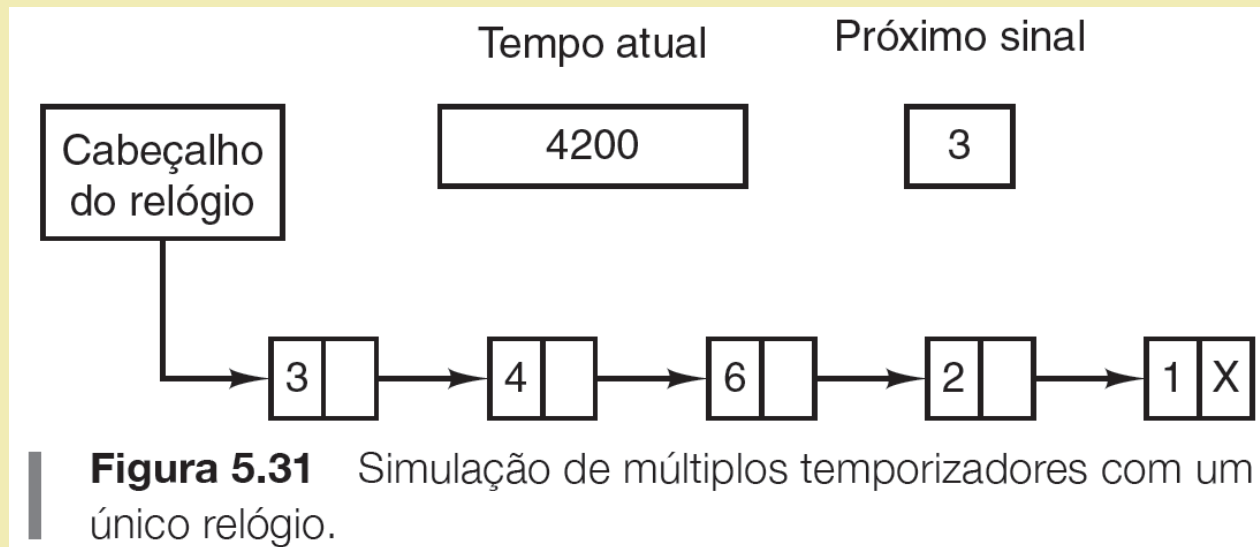 Tempo atual
Próximo sinal
Cabeçalho
do relógio
4200
3
3
4
6
2
1 X
Figura 5.31 Simulação de múltiplos temporizadores com um
único relógio.